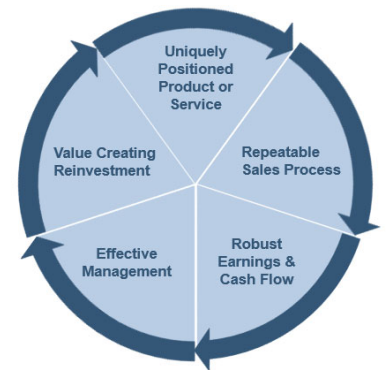 Uniquely
Positioned
Product or
Service
Repeatable
Sales Process
Robust
Earnings &
Cash Flow
Effective
Management
Value Creating
Reinvestment